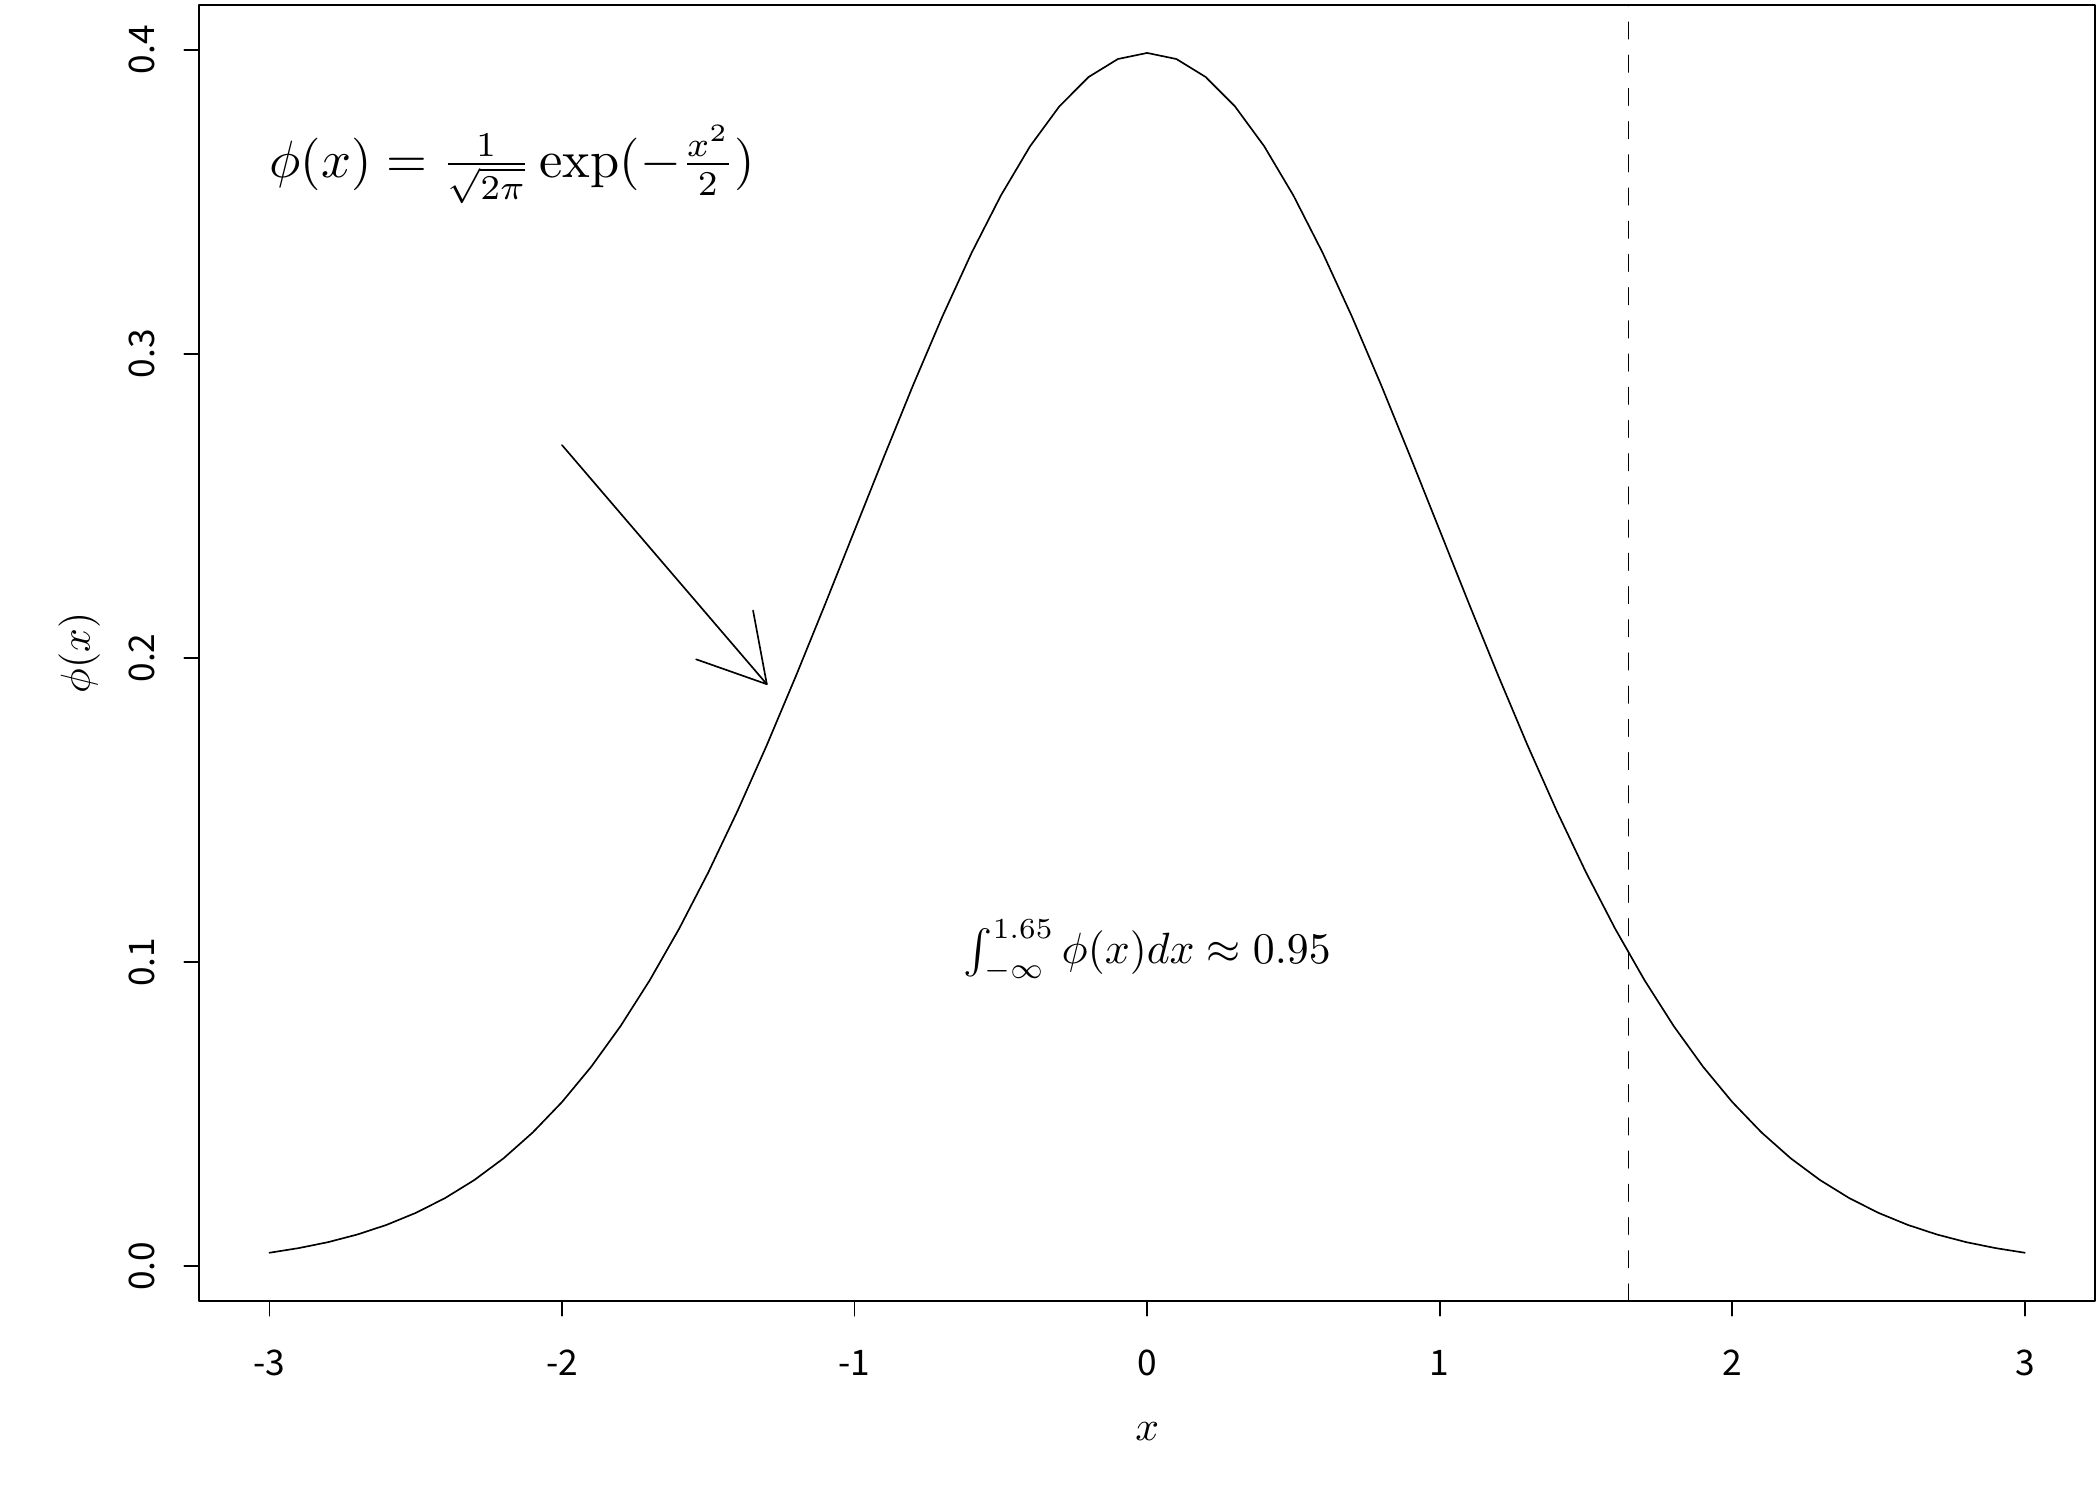 0.4
ϕ(x) = 1/√2π exp(−x²/2)
0.3
ϕ(x)
0.2
∫_{−∞}^{1.65} ϕ(x)dx ≈ 0.95
0.1
0.0
-3 -2 -1 0 1 2 3
x